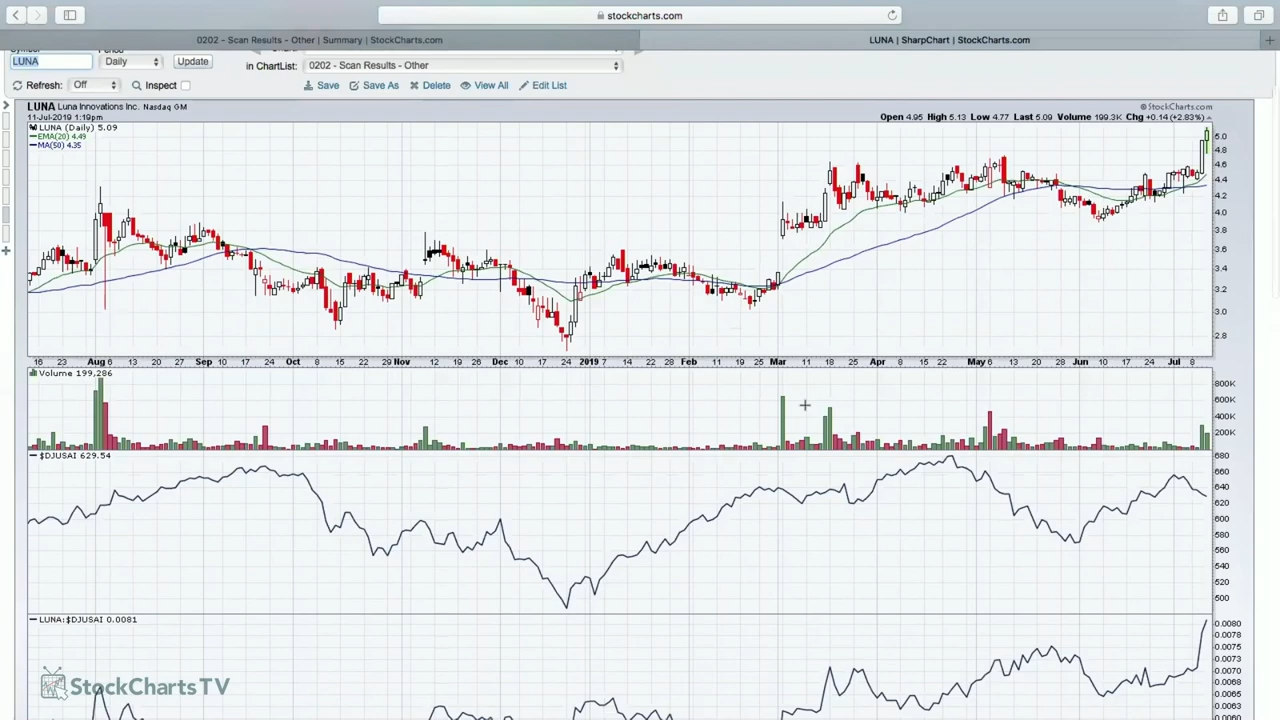 stockcharts.com
0202 - Scan Results - Other | Summary | StockCharts.com
LUNA | SharpChart | StockCharts.com
LUNA Daily Update in ChartList: 0202 - Scan Results - Other
Refresh: Off Inspect Save Save As Delete View All Edit List
LUNA Luna Innovations Inc. Nasdaq GM © StockCharts.com
11-Jul-2019 1:19pm Open 4.95 High 5.13 Low 4.77 Last 5.09 Volume 199.3K Chg +0.14 (+2.83%)
LUNA (Daily) 5.09
EMA(20) 4.49
MA(50) 4.35
5.0
4.8
4.6
4.4
4.2
4.0
3.8
3.6
3.4
3.2
3.0
2.8
16 23 Aug 6 13 20 27 Sep 10 17 24 Oct 8 15 22 Nov 12 19 26 Dec 10 17 24 2019 7 14 22 28 Feb 11 19 25 Mar 11 18 25 Apr 8 15 22 May 6 13 20 28 Jun 10 17 24 Jul 8
Volume 199,286
800K
600K
400K
200K
$DJUSAI 629.54
680
660
640
620
600
580
560
540
520
500
LUNA:$DJUSAI 0.0081
0.0080
0.0078
0.0075
0.0073
0.0070
0.0068
0.0065
0.0063
0.0060
StockChartsTV